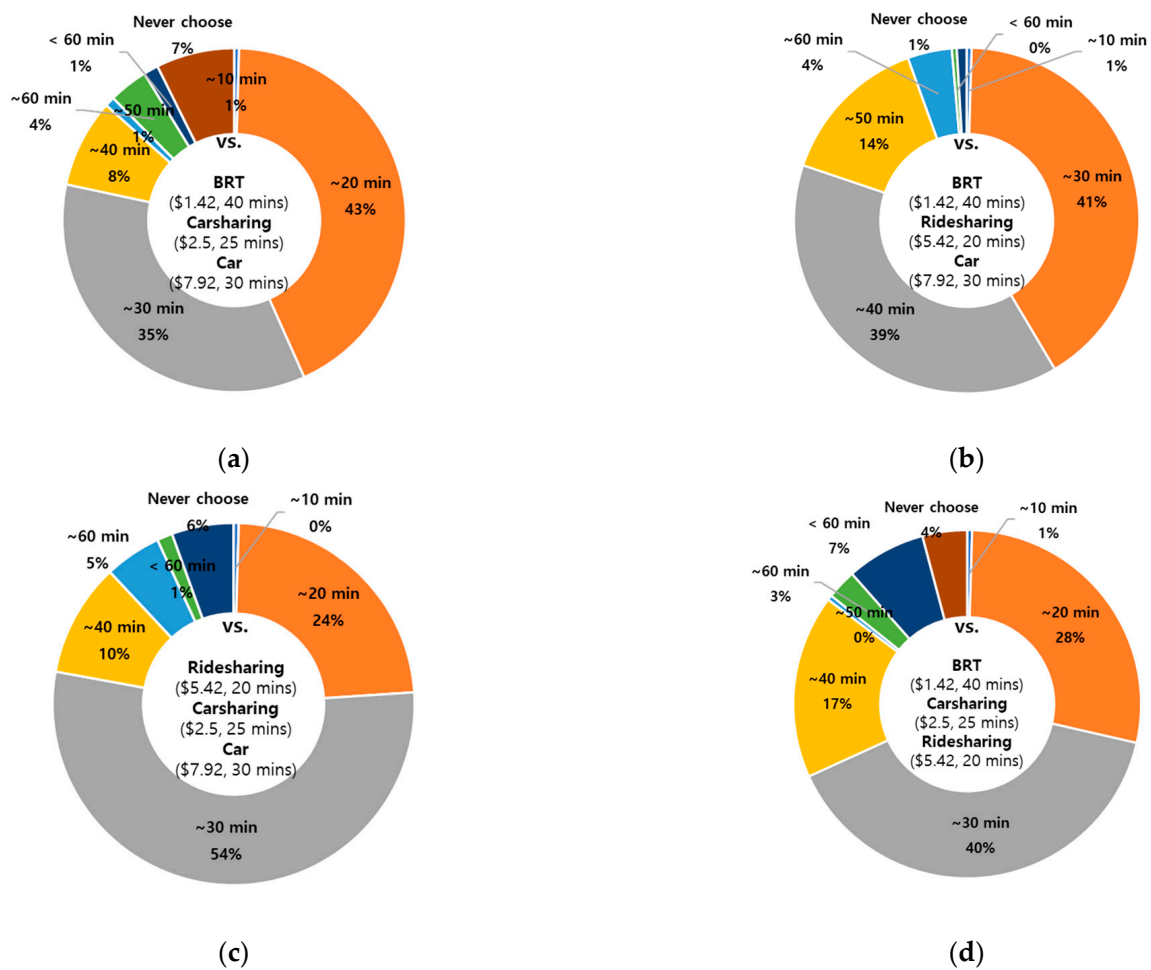 Never choose
7%
< 60 min
1%
~60 min
4%
~50 min
1%
~40 min
8%
~10 min
1%
~20 min
43%
~30 min
35%
vs.
BRT
($1.42, 40 mins)
Carsharing
($2.5, 25 mins)
Car
($7.92, 30 mins)
(a)
Never choose
1%
< 60 min
0%
~10 min
1%
~60 min
4%
~50 min
14%
~30 min
41%
~40 min
39%
vs.
BRT
($1.42, 40 mins)
Ridesharing
($5.42, 20 mins)
Car
($7.92, 30 mins)
(b)
Never choose
6%
~10 min
0%
~60 min
5%
< 60 min
1%
~40 min
10%
~20 min
24%
~30 min
54%
vs.
Ridesharing
($5.42, 20 mins)
Carsharing
($2.5, 25 mins)
Car
($7.92, 30 mins)
(c)
Never choose
4%
~10 min
1%
< 60 min
7%
~60 min
3%
~50 min
0%
~40 min
17%
~20 min
28%
~30 min
40%
vs.
BRT
($1.42, 40 mins)
Carsharing
($2.5, 25 mins)
Ridesharing
($5.42, 20 mins)
(d)